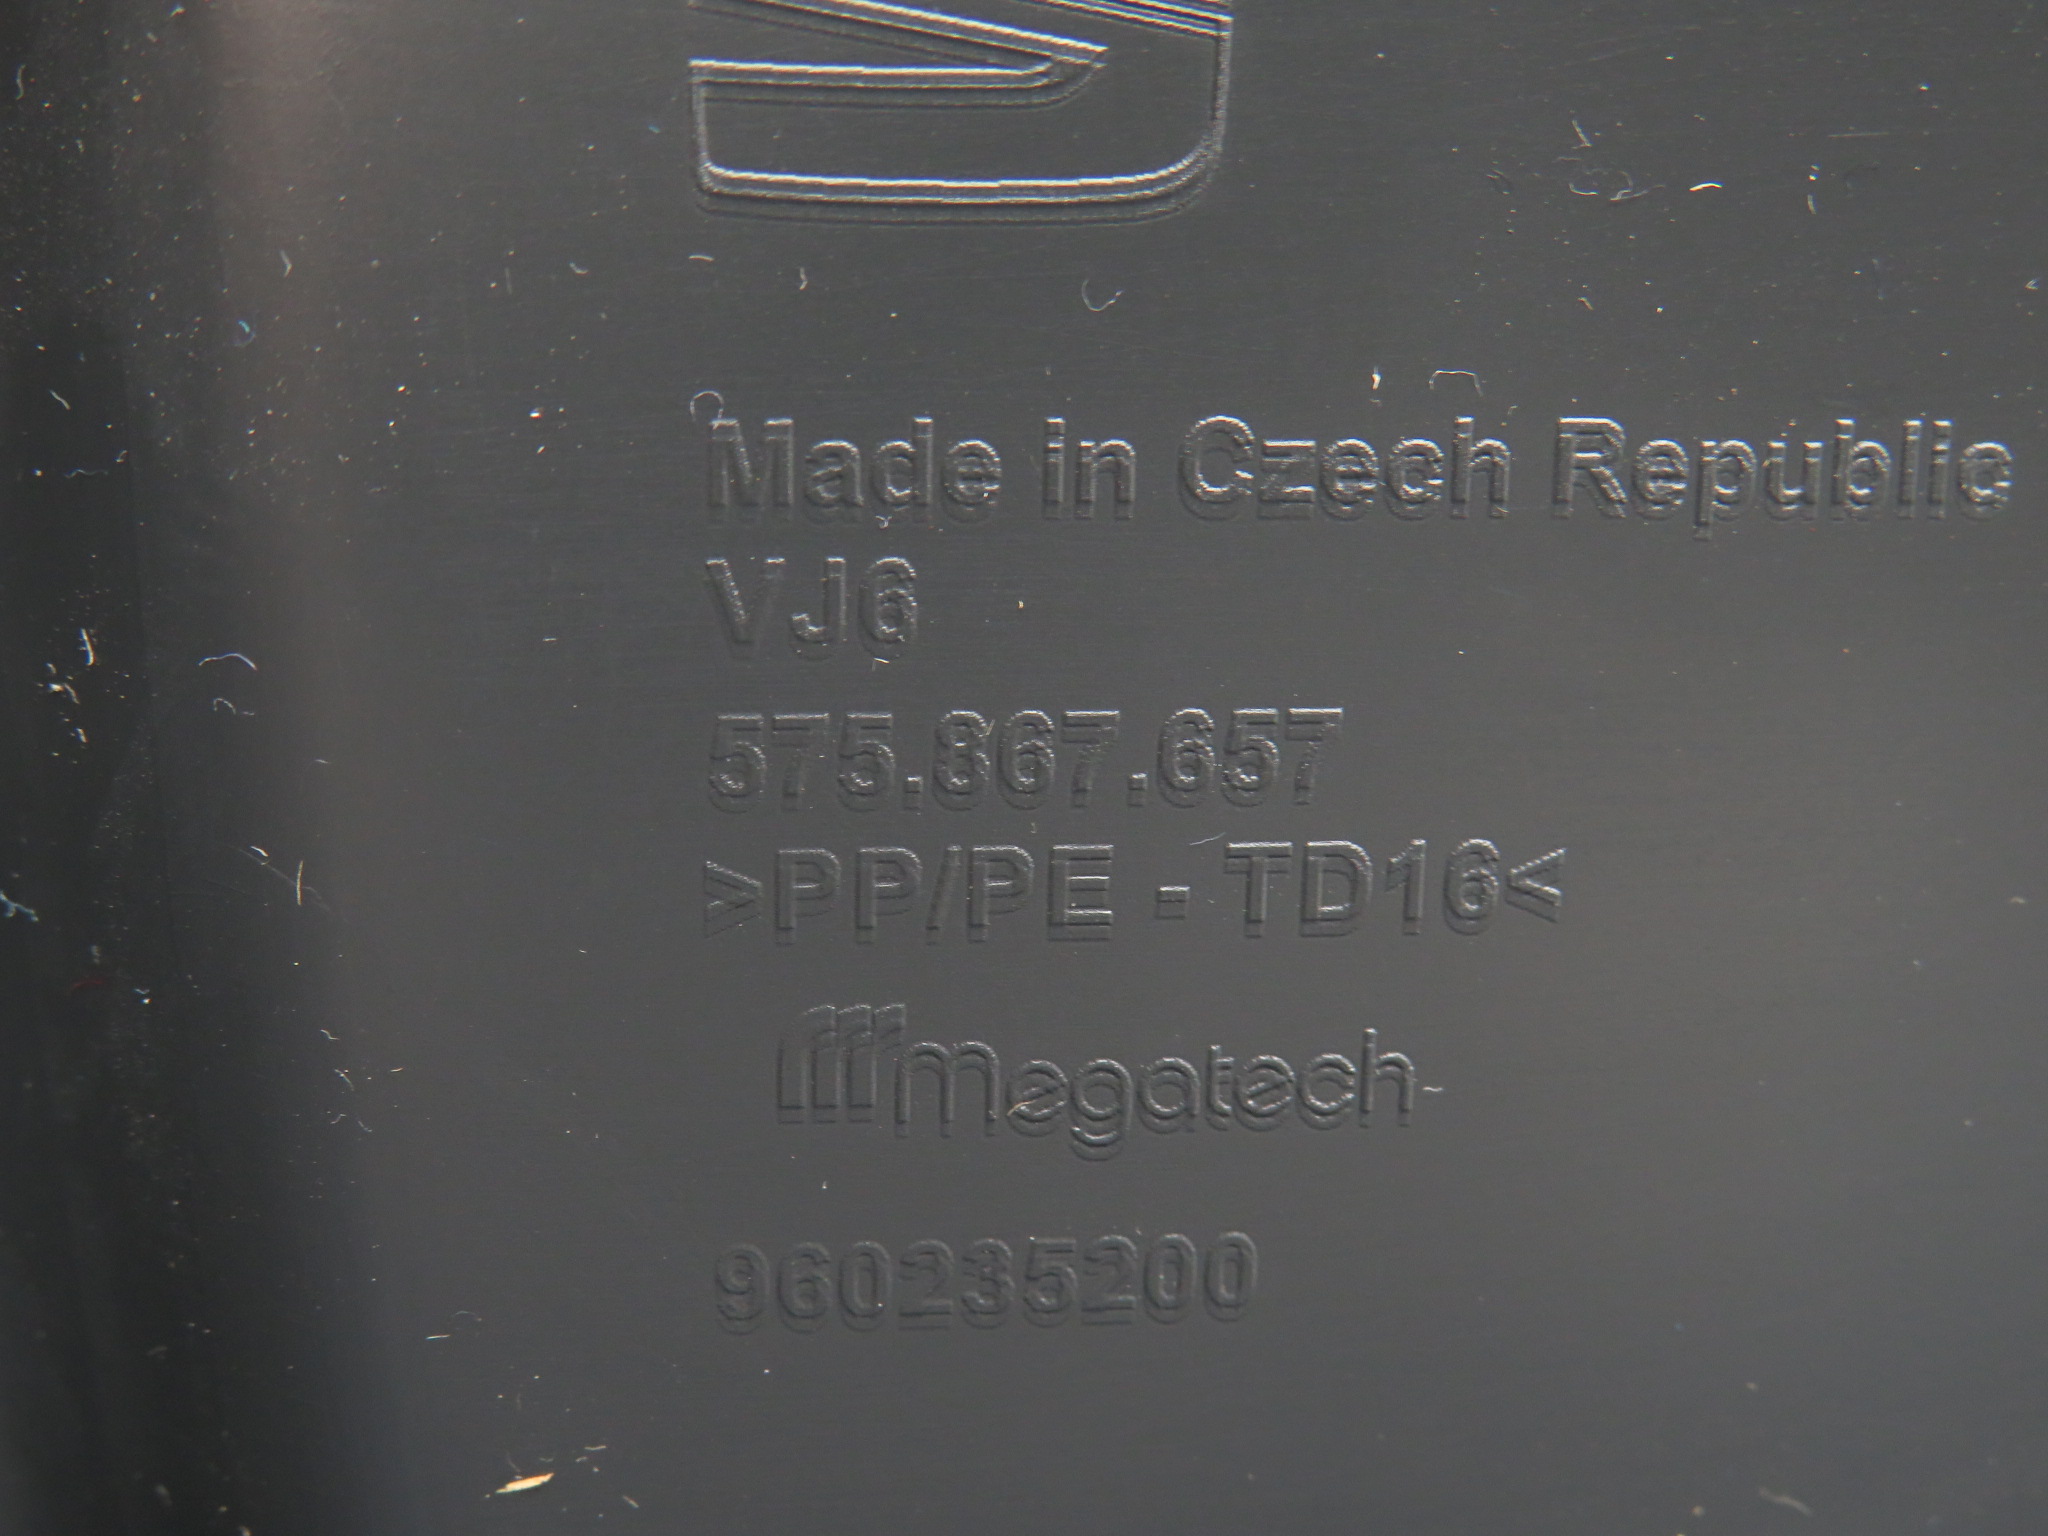 Made in Czech Republic
VJ6
575.867.657
>PP/PE - TD16<
megatech
960235200